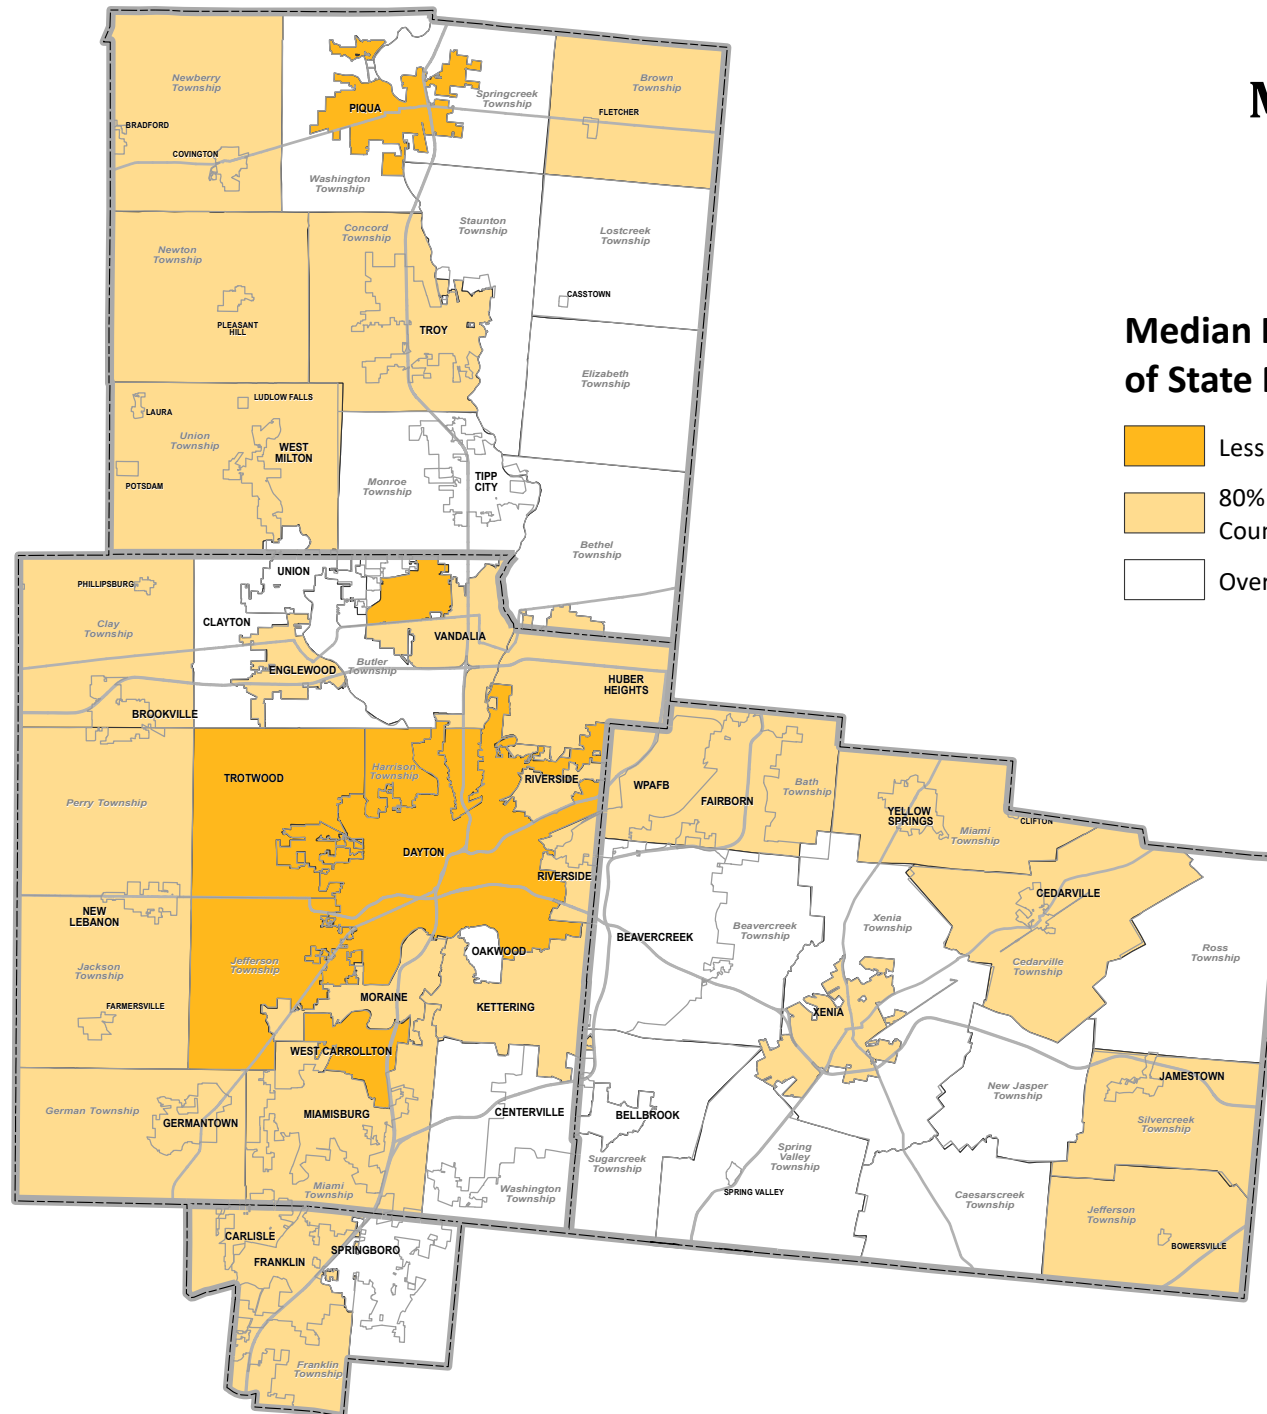 Newberry
Township
BRADFORD
COVINGTON
PIQUA
Springcreek
Township
Brown
Township
FLETCHER
Washington
Township
Staunton
Township
Lostcreek
Township
CASSTOWN
Newton
Township
PLEASANT
HILL
Concord
Township
TROY
Elizabeth
Township
LAURA
LUDLOW FALLS
Union
Township
WEST
MILTON
POTSDAM
Monroe
Township
TIPP
CITY
Bethel
Township
M
Median
of State
Less
80%
Cour
Over
PHILLIPSBURG
UNION
Clay
Township
CLAYTON
VANDALIA
Butler
Township
ENGLEWOOD
BROOKVILLE
HUBER
HEIGHTS
TROTWOOD
Harrison
Township
RIVERSIDE
Perry Township
DAYTON
RIVERSIDE
WPAFB
FAIRBORN
Bath
Township
YELLOW
SPRINGS
Miami
Township
CLIFTON
CEDARVILLE
NEW
LEBANON
OAKWOOD
BEAVERCREEK
Beavercreek
Township
Xenia
Township
Ross
Township
Cedarville
Township
Jackson
Township
Jefferson
Township
FARMERSVILLE
MORAINE
KETTERING
XENIA
WEST CARROLLTON
JAMESTOWN
New Jasper
Township
German Township
GERMANTOWN
MIAMISBURG
CENTERVILLE
BELLBROOK
Silvercreek
Township
Sugarcreek
Township
Spring
Valley
Township
SPRING VALLEY
Miami
Township
Washington
Township
Caesarscreek
Township
Jefferson
Township
BOWERSVILLE
CARLISLE
FRANKLIN
SPRINGBORO
Franklin
Township